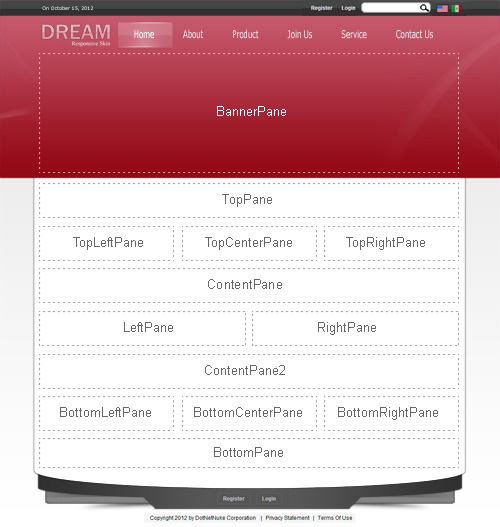 On October 15, 2012
Register Login
DREAM
Responsive Skin
Home About Product Join Us Service Contact Us
BannerPane
TopPane
TopLeftPane TopCenterPane TopRightPane
ContentPane
LeftPane RightPane
ContentPane2
BottomLeftPane BottomCenterPane BottomRightPane
BottomPane
Register Login
Copyright 2012 by DotNetNuke Corporation | Privacy Statement | Terms Of Use